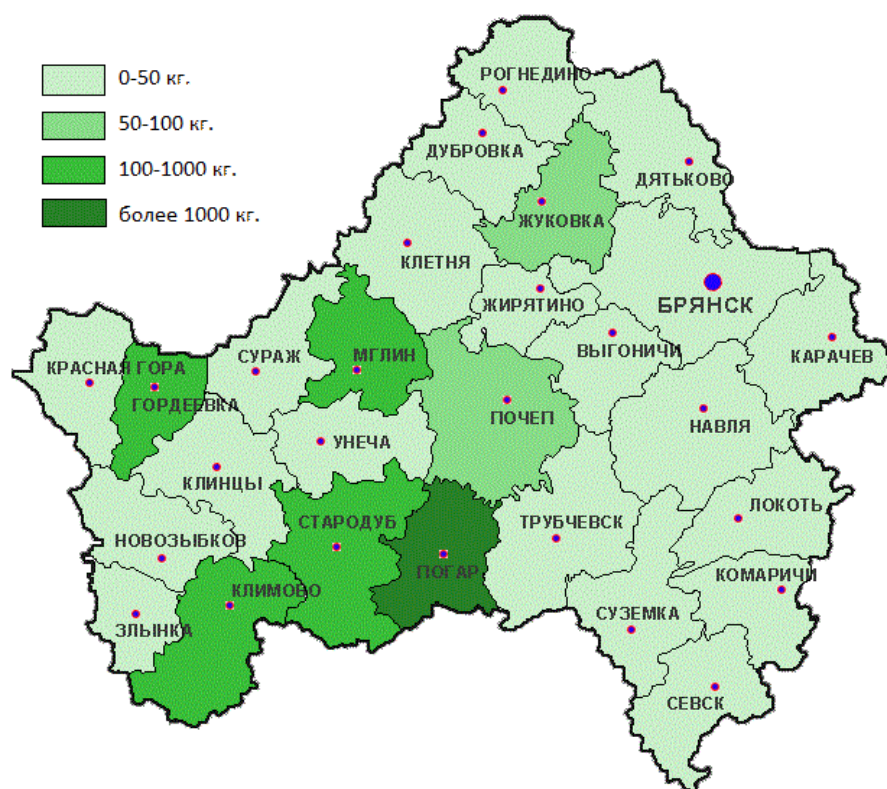 0-50 кг.
50-100 кг.
100-1000 кг.
более 1000 кг.
РОГНЕДИНО
ДУБРОВКА
ДЯТЬКОВО
ЖУКОВКА
КЛЕТНЯ
ЖИРЯТИНО
БРЯНСК
ВЫГОНИЧИ
КАРАЧЕВ
СУРАЖ
МГЛИН
КРАСНАЯ ГОРА
ГОРДЕЕВКА
ПОЧЕП
НАВЛЯ
УНЕЧА
КЛИНЦЫ
ЛОКОТЬ
СТАРОДУБ
ТРУБЧЕВСК
НОВОЗЫБКОВ
ПОГАР
КОМАРИЧИ
КЛИМОВО
СУЗЕМКА
ЗЛЫНКА
СЕВСК